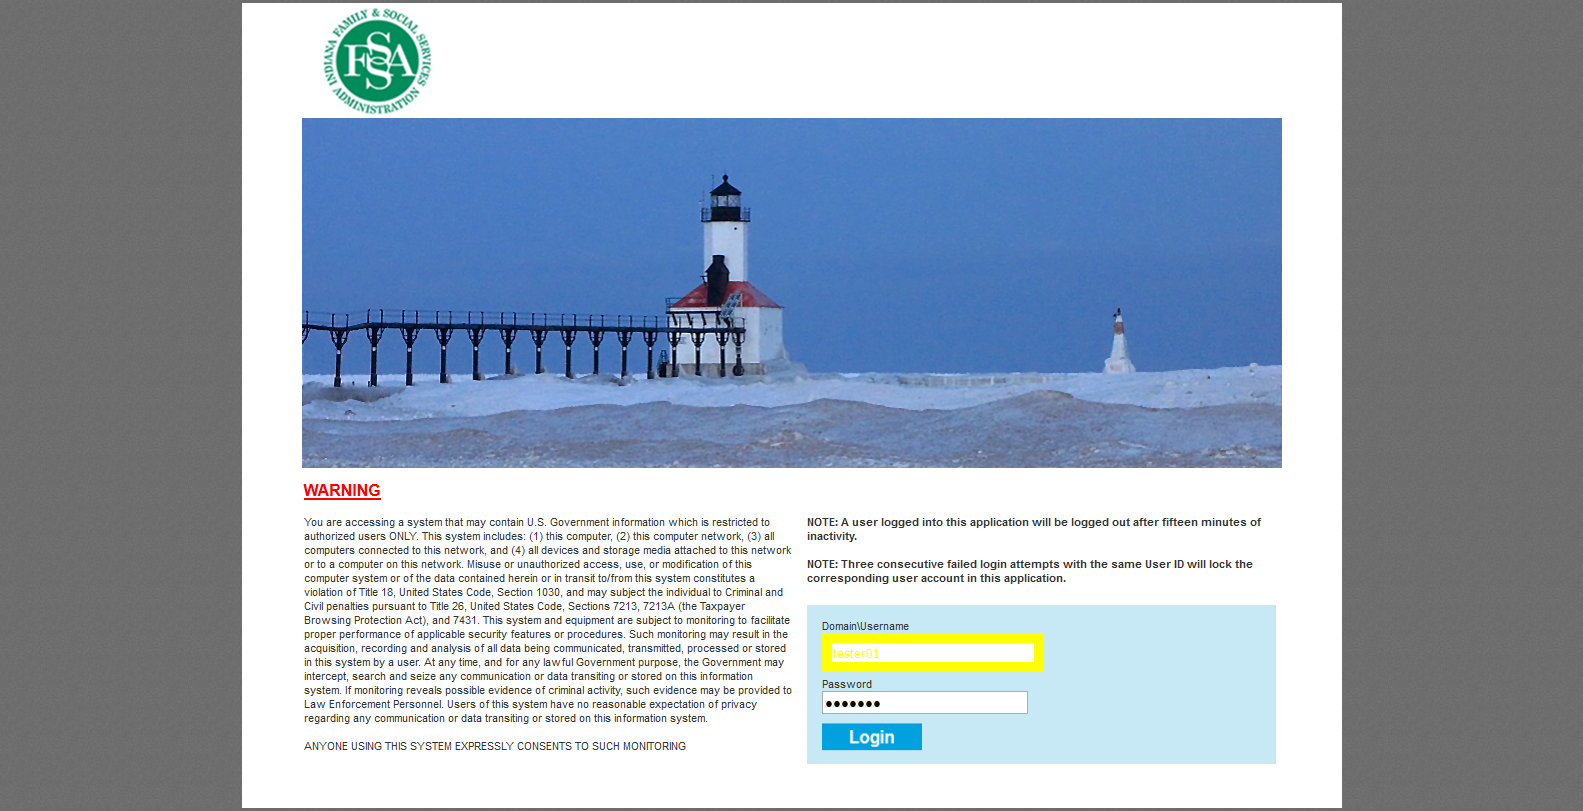 INDIANA FAMILY & SOCIAL SERVICES ADMINISTRATION
FSSA
WARNING
You are accessing a system that may contain U.S. Government information which is restricted to
authorized users ONLY. This system includes: (1) this computer, (2) this computer network, (3) all
computers connected to this network, and (4) all devices and storage media attached to this network
or to a computer on this network. Misuse or unauthorized access, use, or modification of this
computer system or of the data contained herein or in transit to/from this system constitutes a
violation of Title 18, United States Code, Section 1030, and may subject the individual to Criminal and
Civil penalties pursuant to Title 26, United States Code, Sections 7213, 7213A (the Taxpayer
Browsing Protection Act), and 7431. This system and equipment are subject to monitoring to facilitate
proper performance of applicable security features or procedures. Such monitoring may result in the
acquisition, recording and analysis of all data being communicated, transmitted, processed or stored
in this system by a user. At any time, and for any lawful Government purpose, the Government may
intercept, search and seize any communication or data transiting or stored on this information
system. If monitoring reveals possible evidence of criminal activity, such evidence may be provided to
Law Enforcement Personnel. Users of this system have no reasonable expectation of privacy
regarding any communication or data transiting or stored on this information system.
ANYONE USING THIS SYSTEM EXPRESSLY CONSENTS TO SUCH MONITORING
NOTE: A user logged into this application will be logged out after fifteen minutes of
inactivity.
NOTE: Three consecutive failed login attempts with the same User ID will lock the
corresponding user account in this application.
Domain\Username
tester01
Password
●●●●●●●
Login